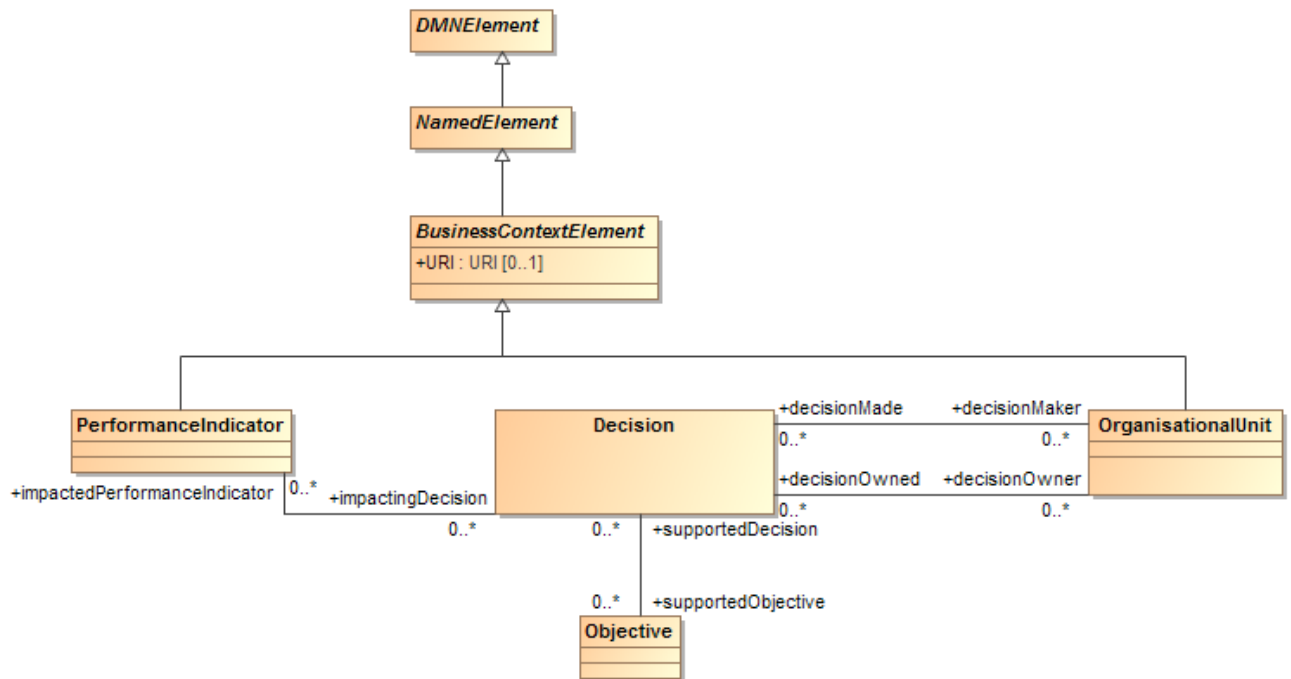 DMNElement
NamedElement
BusinessContextElement
+URI : URI [0..1]
PerformanceIndicator
Decision
+decisionMade
+decisionMaker
OrganisationalUnit
0..*
0..*
+decisionOwned
+decisionOwner
0..*
0..*
+impactedPerformanceIndicator
0..*
+impactingDecision
0..*
0..*
+supportedDecision
0..*
+supportedObjective
Objective